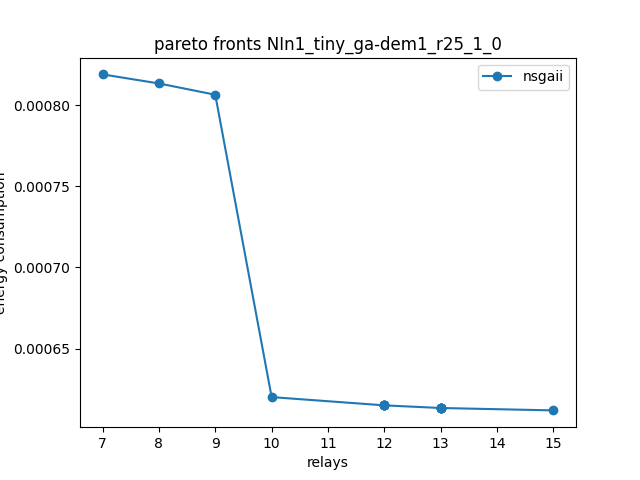 pareto fronts NIn1_tiny_ga-dem1_r25_1_0
nsgaii
0.00080
0.00075
0.00070
0.00065
energy consumption
7 8 9 10 11 12 13 14 15
relays